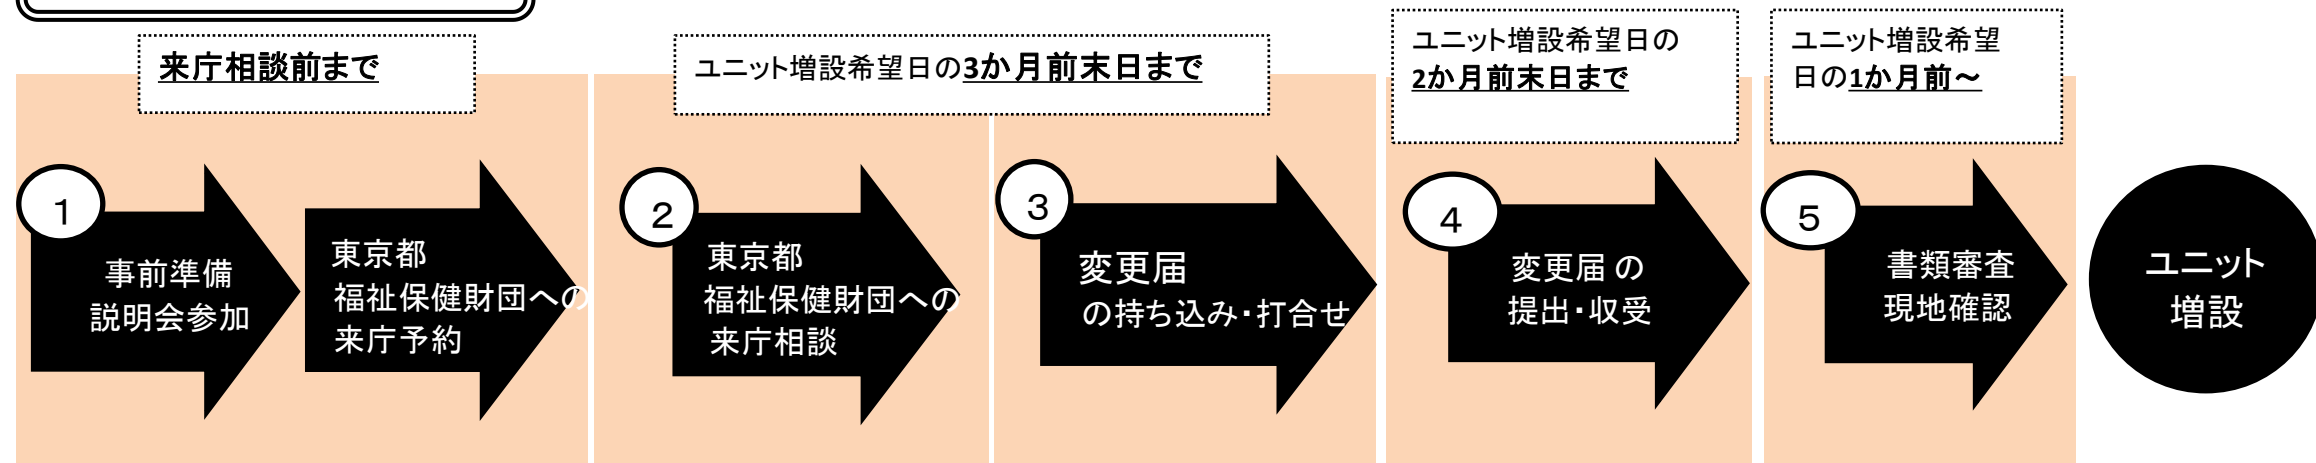 来庁相談前まで
ユニット増設希望日の3か月前末日まで
ユニット増設希望日の
2か月前末日まで
ユニット増設希望
日の1か月前～
1
事前準備
説明会参加
東京都
福祉保健財団への
来庁予約
2
東京都
福祉保健財団への
来庁相談
3
変更届
の持ち込み・打合せ
4
変更届 の
提出・収受
5
書類審査
現地確認
ユニット
増設